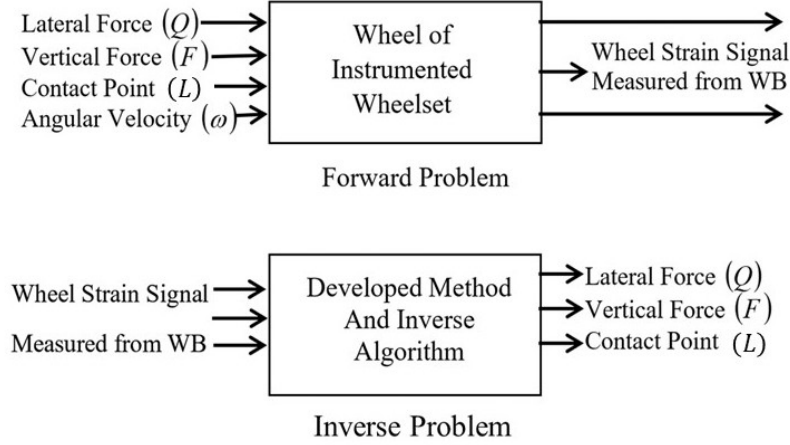 Lateral Force (Q)
Vertical Force (F)
Contact Point (L)
Angular Velocity (ω)
Wheel of
Instrumented
Wheelset
Wheel Strain Signal
Measured from WB
Forward Problem
Wheel Strain Signal
Measured from WB
Developed Method
And Inverse
Algorithm
Lateral Force (Q)
Vertical Force (F)
Contact Point (L)
Inverse Problem